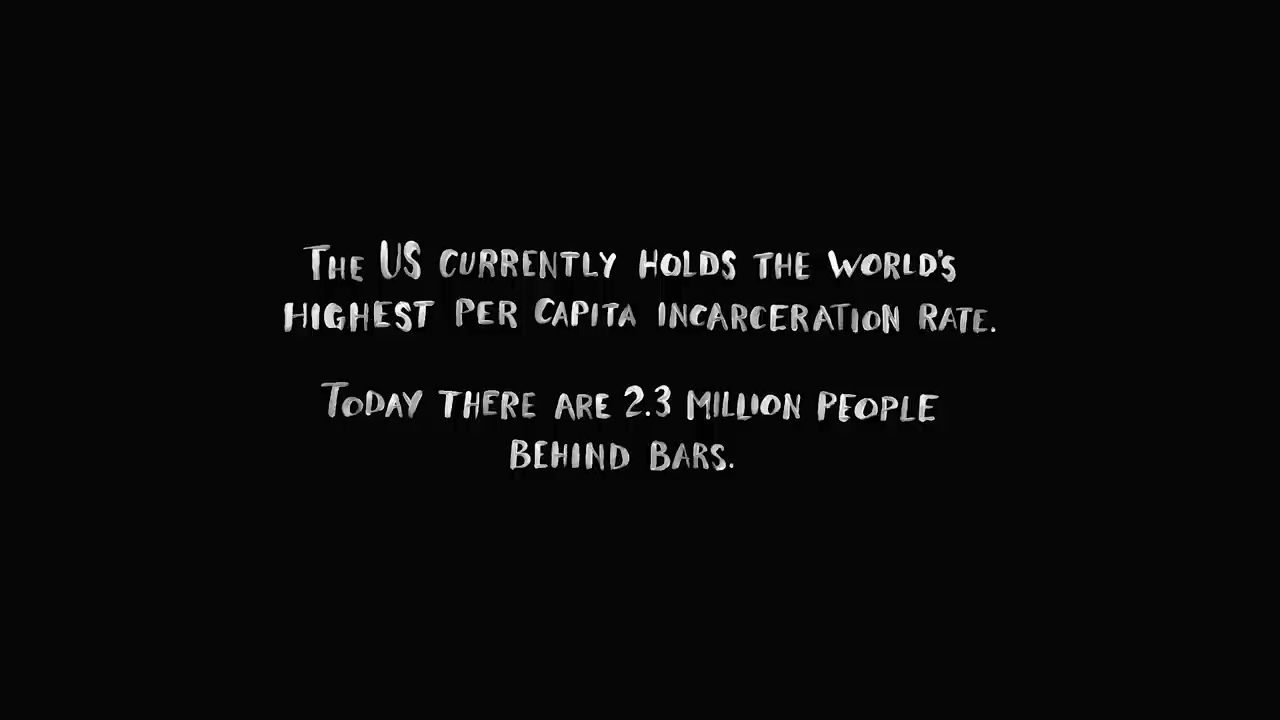 The US currently holds the world's
highest per capita incarceration rate.
Today there are 2.3 million people
behind bars.